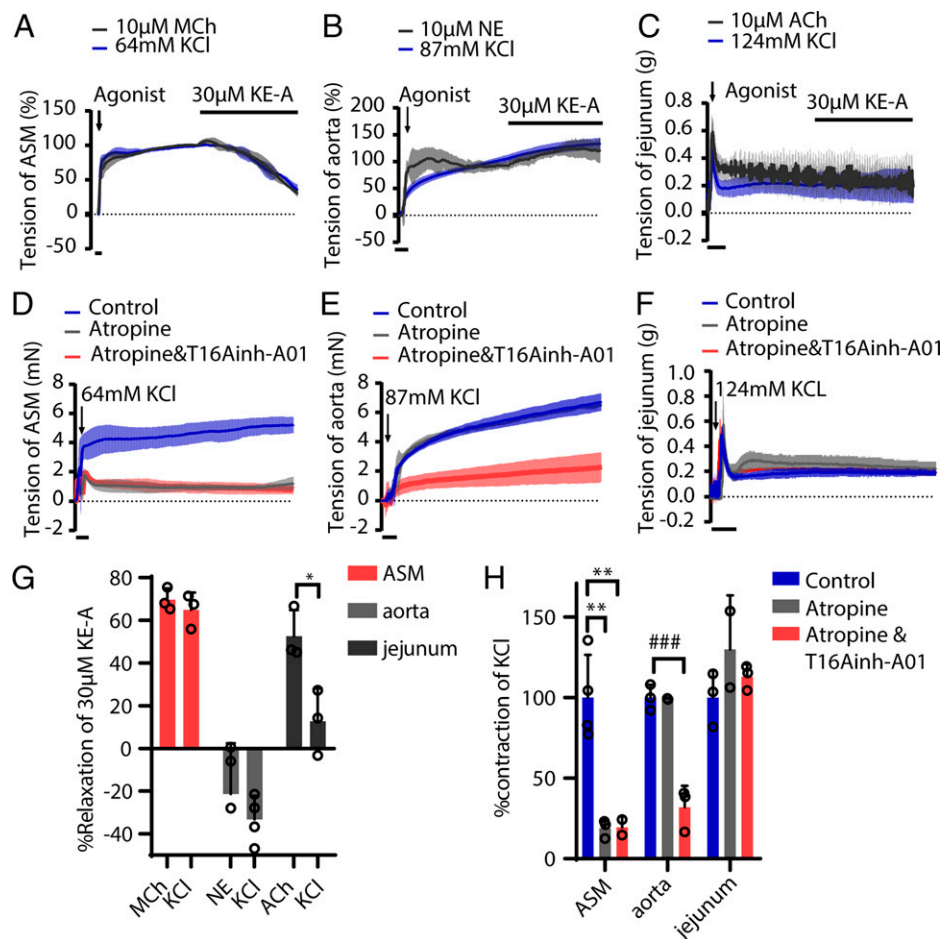 A
10μM MCh
64mM KCl
Tension of ASM (%)
150
100
50
0
-50
Agonist
30μM KE-A
B
10μM NE
87mM KCl
Tension of aorta (%)
200
150
100
50
0
-50
Agonist
30μM KE-A
C
10μM ACh
124mM KCl
Tension of jejunum (g)
0.8
0.6
0.4
0.2
0.0
-0.2
Agonist
30μM KE-A
D
Control
Atropine
Atropine&T16Ainh-A01
Tension of ASM (mN)
8
6
4
2
0
-2
64mM KCl
E
Control
Atropine
Atropine&T16Ainh-A01
Tension of aorta (mN)
8
6
4
2
0
-2
87mM KCl
F
Control
Atropine
Atropine&T16Ainh-A01
Tension of jejunum (g)
1.0
0.8
0.6
0.4
0.2
0.0
-0.2
124mM KCL
G
%Relaxation of 30μM KE-A
80
60
40
20
0
-20
-40
*
ASM
aorta
jejunum
MCh
KCl
NE
KCl
ACh
KCl
H
%contraction of KCl
150
100
50
0
**
**
###
Control
Atropine
Atropine &
T16Ainh-A01
ASM
aorta
jejunum